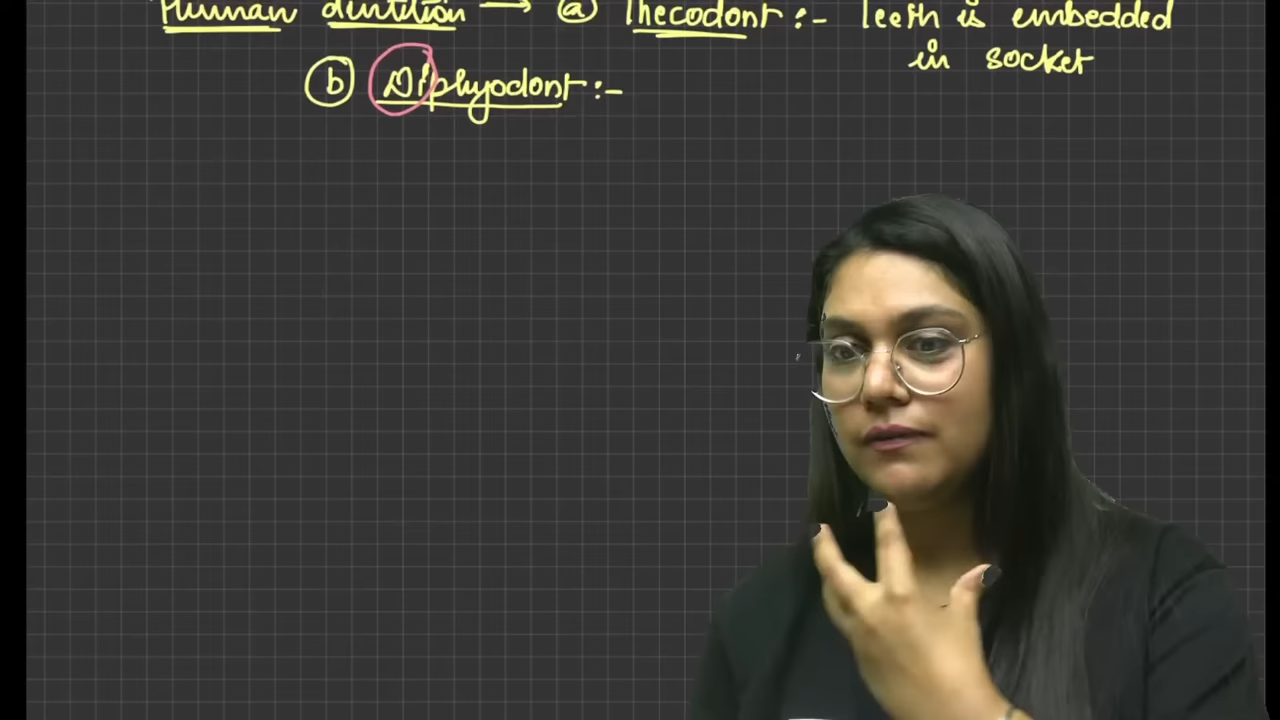 Human dentition → (a) Thecodont :- Teeth is embedded
in socket
(b) Diphyodont :-